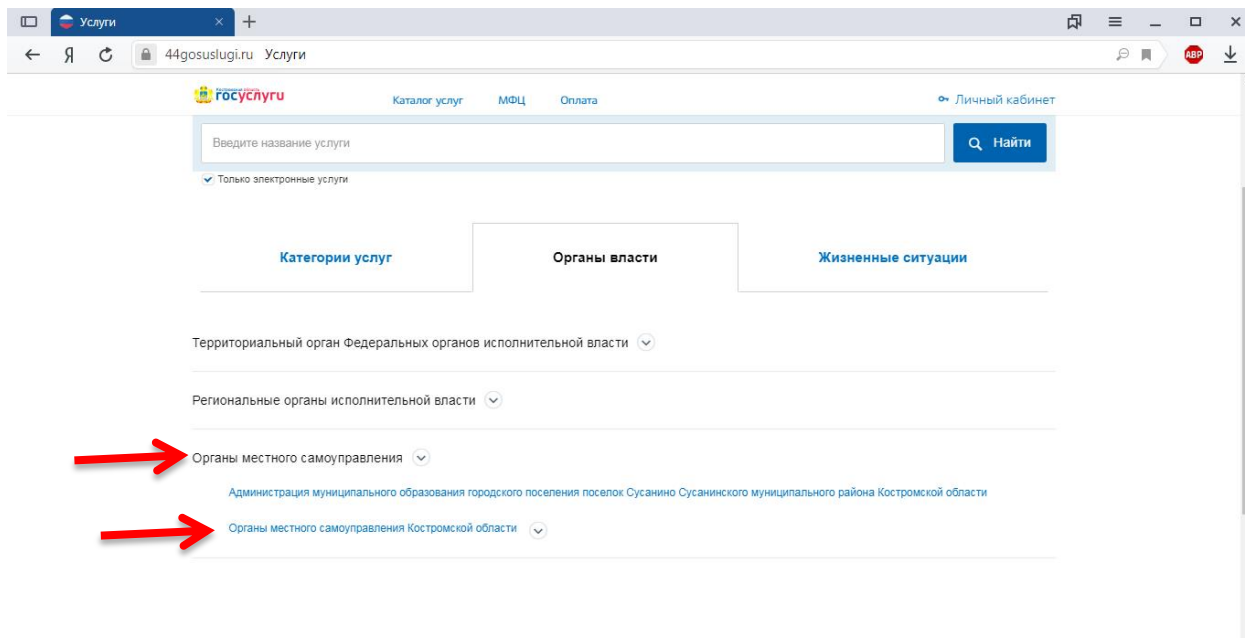 Услуги
Я 44gosuslugi.ru Услуги ABP
госуслуги Каталог услуг МФЦ Оплата Личный кабинет
Введите название услуги Найти
Только электронные услуги
Категории услуг Органы власти Жизненные ситуации
Территориальный орган Федеральных органов исполнительной власти
Региональные органы исполнительной власти
Органы местного самоуправления
Администрация муниципального образования городского поселения поселок Сусанино Сусанинского муниципального района Костромской области
Органы местного самоуправления Костромской области